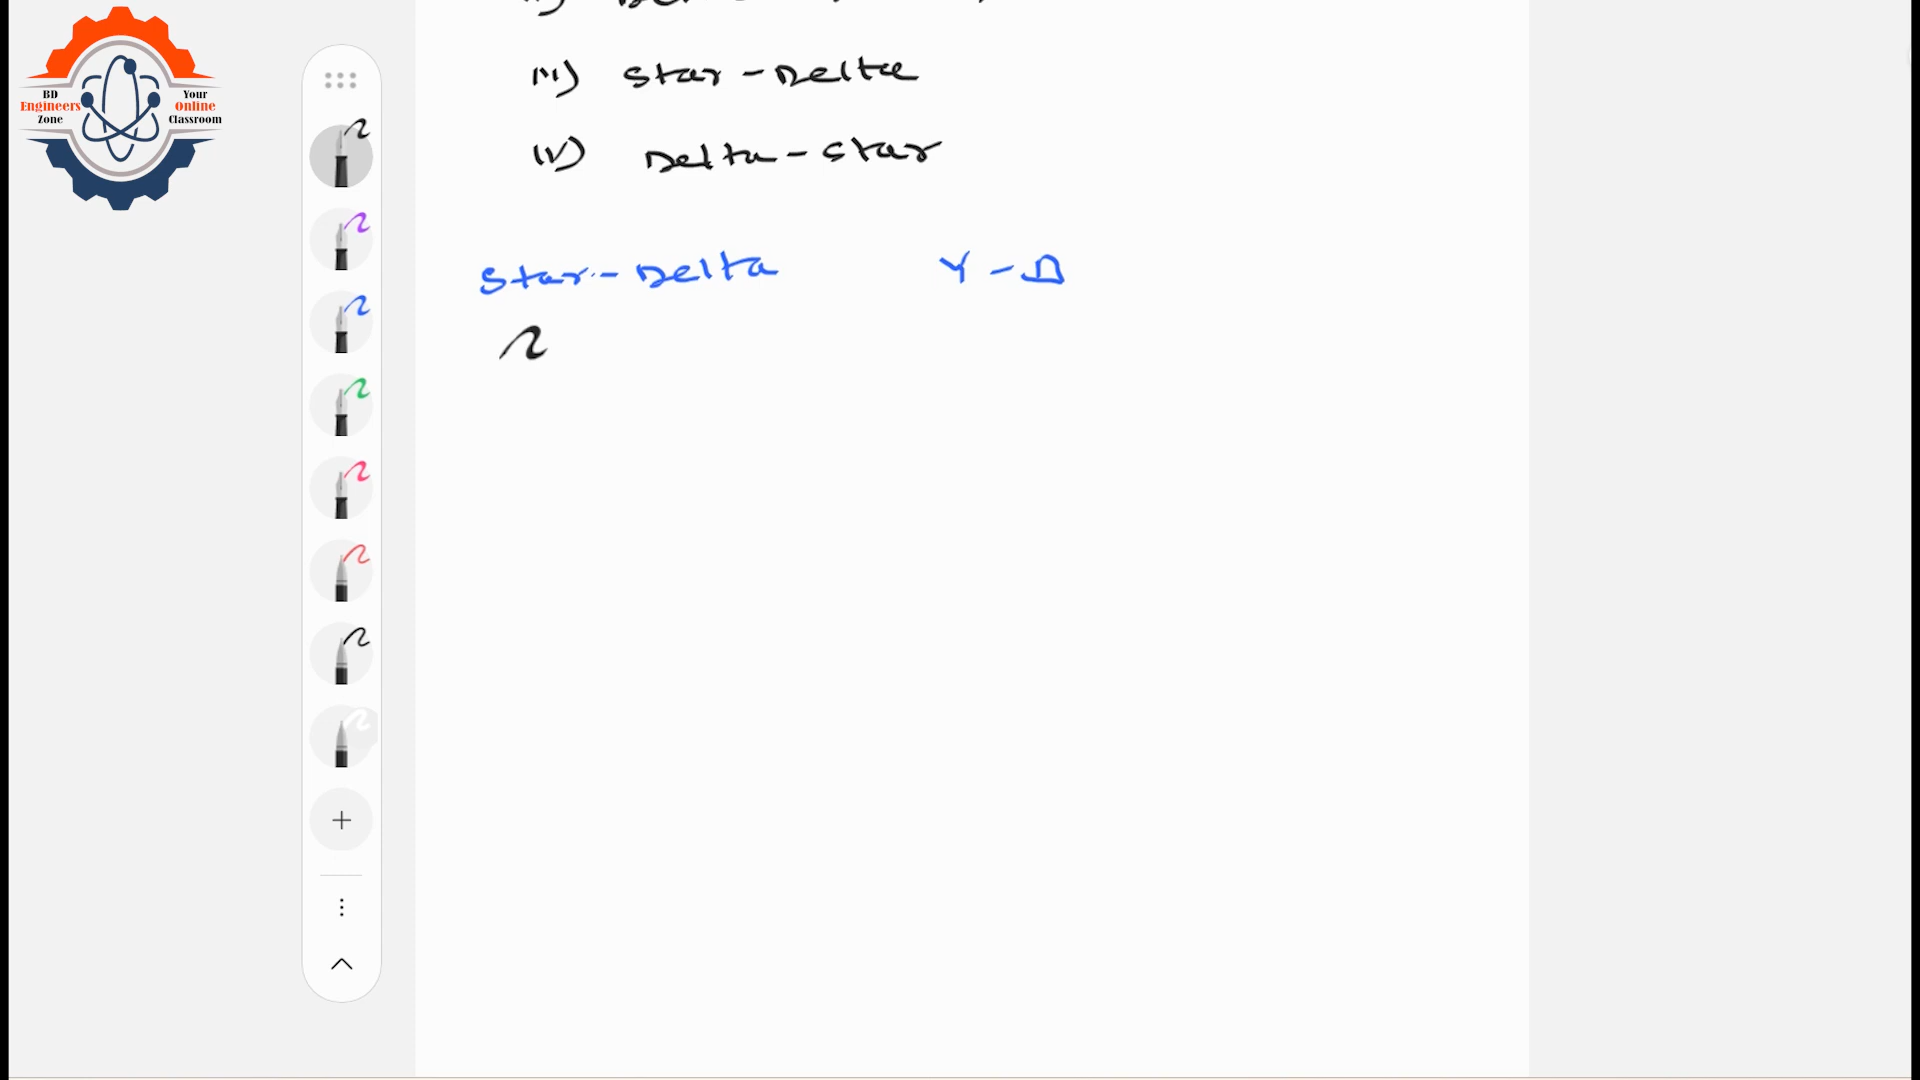 BD
Engineers
Zone
Your
Online
Classroom
iii) Star - Delta
iv) Delta - Star
Star - Delta Y - Δ